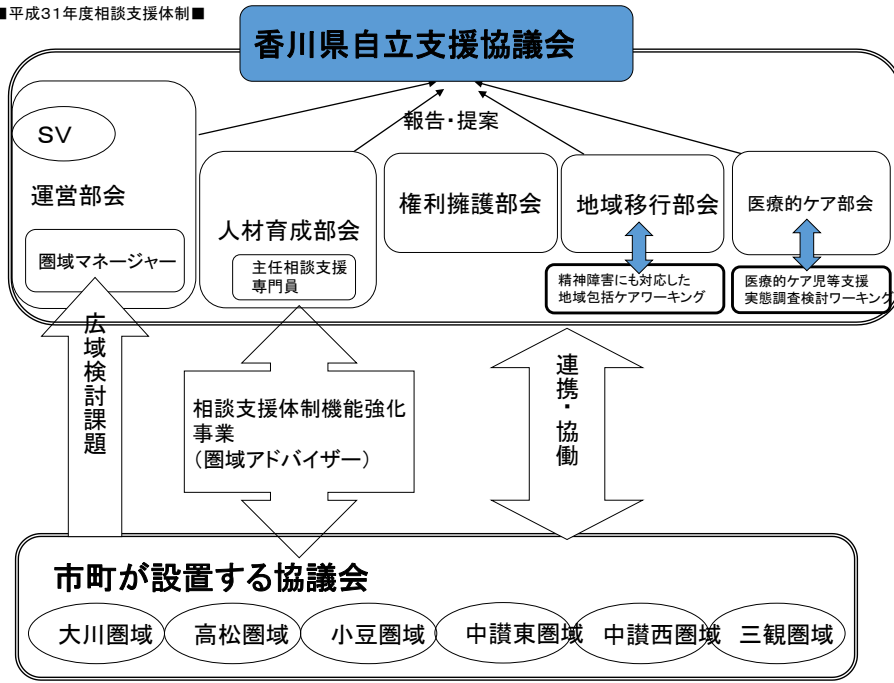 ■平成31年度相談支援体制■
香川県自立支援協議会
報告・提案
SV
運営部会
圏域マネージャー
人材育成部会
主任相談支援
専門員
権利擁護部会
地域移行部会
精神障害にも対応した
地域包括ケアワーキング
医療的ケア部会
医療的ケア児等支援
実態調査検討ワーキング
広域検討課題
相談支援体制機能強化
事業
(圏域アドバイザー)
連携・協働
市町が設置する協議会
大川圏域
高松圏域
小豆圏域
中讃東圏域
中讃西圏域
三観圏域